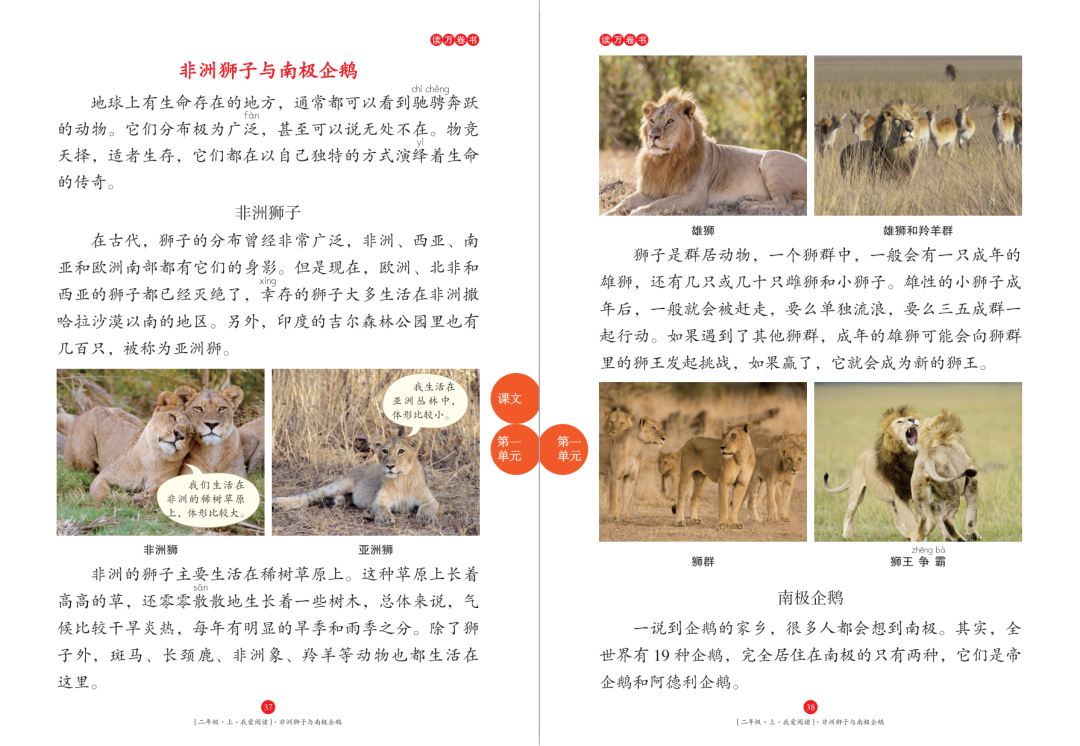 读万卷书
非洲狮子与南极企鹅
chí chěng
地球上有生命存在的地方，通常都可以看到驰骋奔跃
fàn
的动物。它们分布极为广泛，甚至可以说无处不在。物竞
yì
天择，适者生存，它们都在以自己独特的方式演绎着生命
的传奇。
非洲狮子
在古代，狮子的分布曾经非常广泛，非洲、西亚、南
亚和欧洲南部都有它们的身影。但是现在，欧洲、北非和
xìng
西亚的狮子都已经灭绝了，幸存的狮子大多生活在非洲撒
哈拉沙漠以南的地区。另外，印度的吉尔森林公园里也有
几百只，被称为亚洲狮。
我们生活在
非洲的稀树草原
上，体形比较大。
我生活在
亚洲丛林中，
体形比较小。
非洲狮
亚洲狮
非洲的狮子主要生活在稀树草原上。这种草原上长着
sǎn
高高的草，还零零散散地生长着一些树木，总体来说，气
候比较干旱炎热，每年有明显的旱季和雨季之分。除了狮
子外，斑马、长颈鹿、非洲象、羚羊等动物也都生活在
这里。
37
[二年级·上·我爱阅读]·非洲狮子与南极企鹅
课文
第一
单元
第一
单元
读万卷书
雄狮
雄狮和羚羊群
狮子是群居动物，一个狮群中，一般会有一只成年的
雄狮，还有几只或几十只雌狮和小狮子。雄性的小狮子成
年后，一般就会被赶走，要么单独流浪，要么三五成群一
起行动。如果遇到了其他狮群，成年的雄狮可能会向狮群
里的狮王发起挑战，如果赢了，它就会成为新的狮王。
狮群
zhēng bà
狮王 争 霸
南极企鹅
一说到企鹅的家乡，很多人都会想到南极。其实，全
世界有 19 种企鹅，完全居住在南极的只有两种，它们是帝
企鹅和阿德利企鹅。
38
[二年级·上·我爱阅读]·非洲狮子与南极企鹅